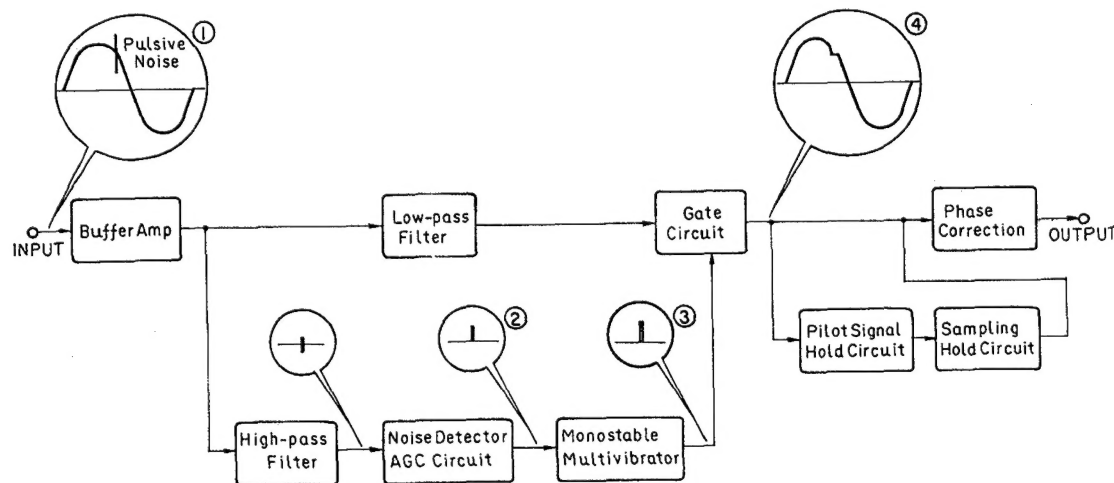 ①
Pulsive
Noise
④
INPUT
Buffer Amp
Low-pass
Filter
Gate
Circuit
Phase
Correction
OUTPUT
②
③
Pilot Signal
Hold Circuit
Sampling
Hold Circuit
High-pass
Filter
Noise Detector
AGC Circuit
Monostable
Multivibrator